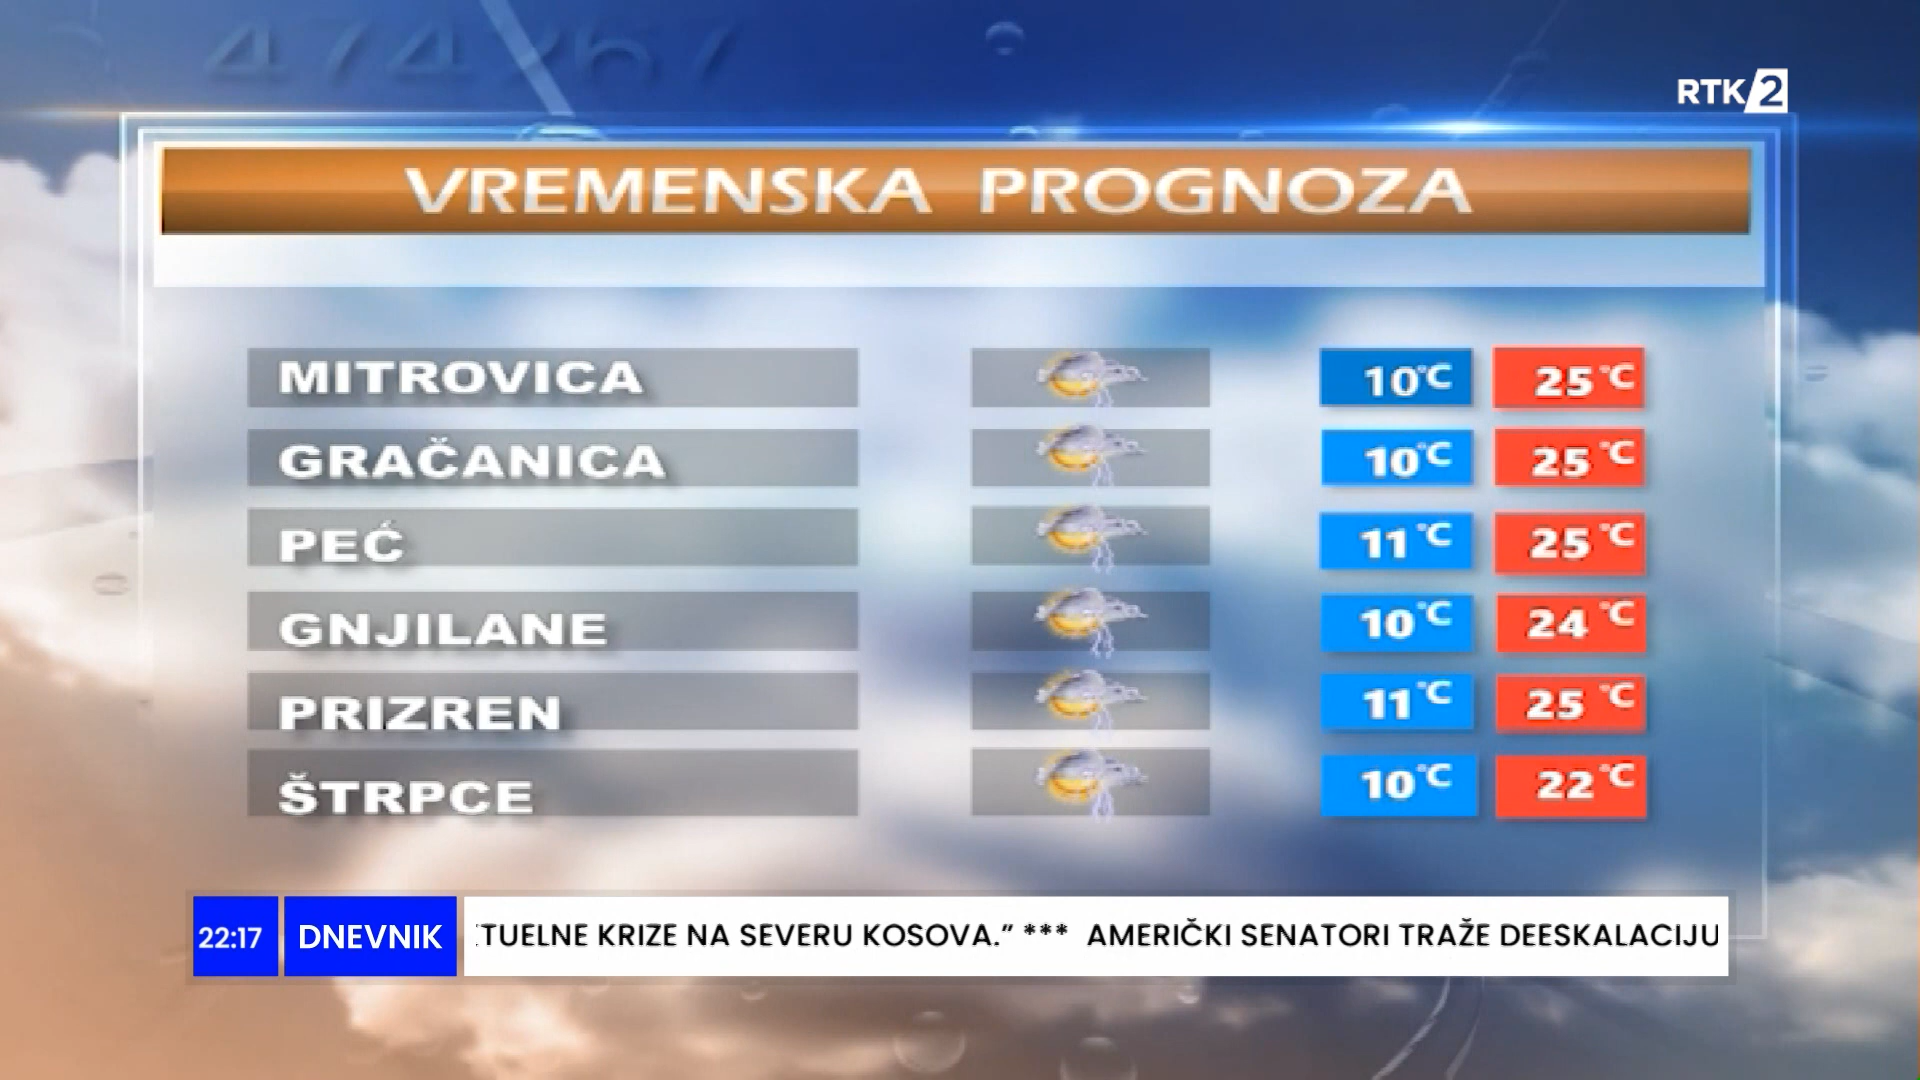 474267
RTK2
VREMENSKA PROGNOZA
MITROVICA 10°C 25°C
GRAČANICA 10°C 25°C
PEĆ 11°C 25°C
GNJILANE 10°C 24°C
PRIZREN 11°C 25°C
ŠTRPCE 10°C 22°C
22:17 DNEVNIK TUELNE KRIZE NA SEVERU KOSOVA.” *** AMERIČKI SENATORI TRAŽE DEESKALACIJU